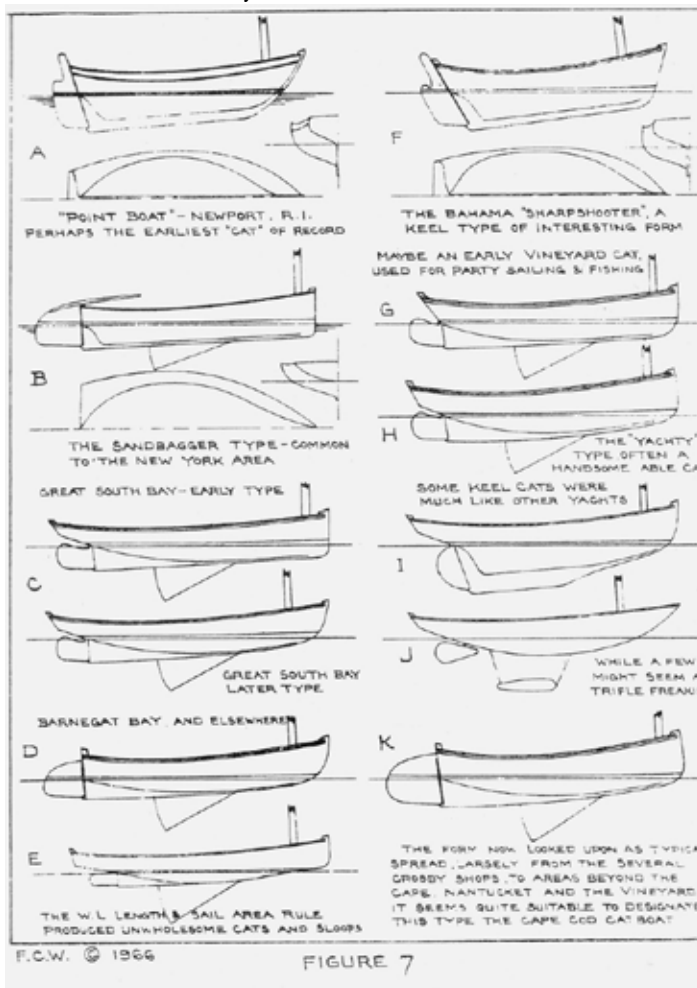 A
"POINT BOAT" - NEWPORT, R.I.
PERHAPS THE EARLIEST "CAT" OF RECORD
B
THE SANDBAGGER TYPE - COMMON
TO THE NEW YORK AREA
GREAT SOUTH BAY - EARLY TYPE
C
GREAT SOUTH BAY
LATER TYPE
BARNEGAT BAY AND ELSEWHERE
D
E
THE W.L. LENGTH & SAIL AREA RULE
PRODUCED UNWHOLESOME CATS AND SLOOPS
F
THE BAHAMA "SHARPSHOOTER", A
KEEL TYPE OF INTERESTING FORM
MAYBE AN EARLY VINEYARD CAT,
USED FOR PARTY SAILING & FISHING
G
H
THE "YACHTY"
TYPE OFTEN A
HANDSOME ABLE CA
SOME KEEL CATS WERE
MUCH LIKE OTHER YACHTS
I
J
WHILE A FEW
MIGHT SEEM A
TRIFLE FREAKI
K
THE FORM NOW LOOKED UPON AS TYPICA
SPREAD, LARGELY FROM THE SEVERAL
CROSBY SHOPS, TO AREAS BEYOND THE
CAPE, NANTUCKET AND THE VINEYARD
IT SEEMS QUITE SUITABLE TO DESIGNATE
THIS TYPE THE CAPE COD CAT BOAT
F.C.W. © 1966
FIGURE 7